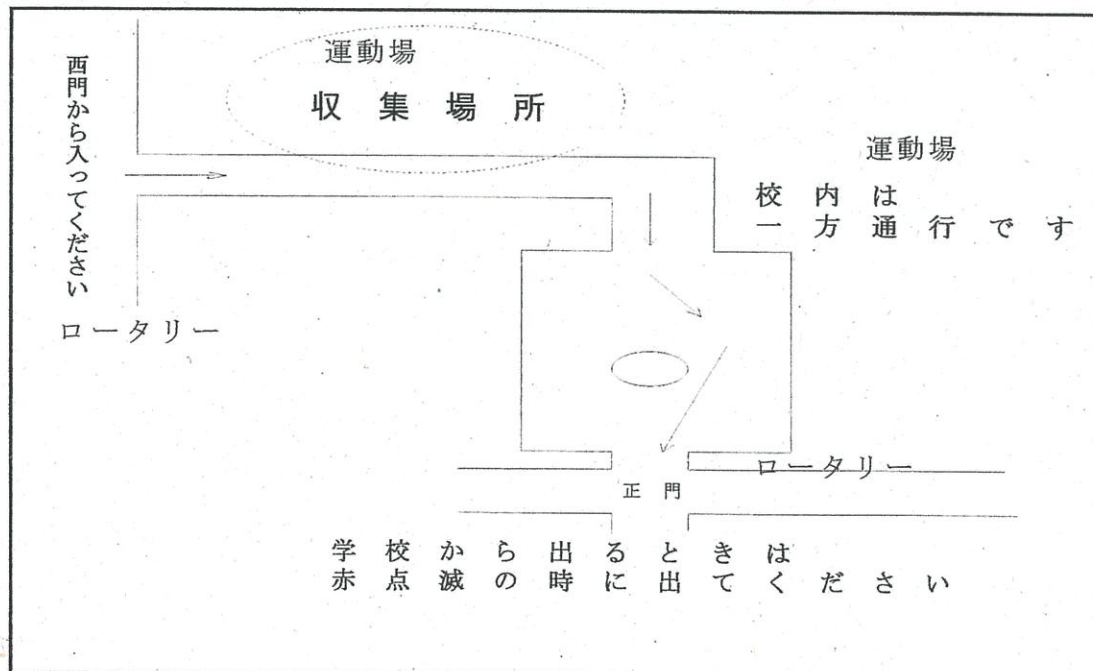 運動場
収集場所
西門から入ってください
運動場
校内は
一方通行です
ロータリー
ロータリー
正門
学校から出るときは
赤点滅の時に出てください